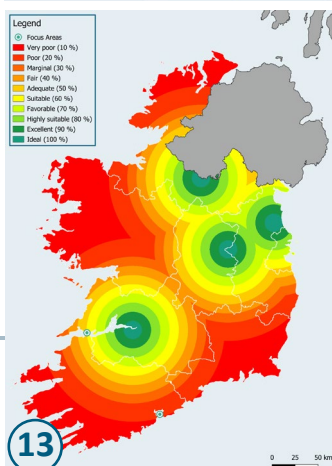 Legend
Focus Areas
Very poor (10 %)
Poor (20 %)
Marginal (30 %)
Fair (40 %)
Adequate (50 %)
Suitable (60 %)
Favorable (70 %)
Highly suitable (80 %)
Excellent (90 %)
Ideal (100 %)
13
0 25 50 km